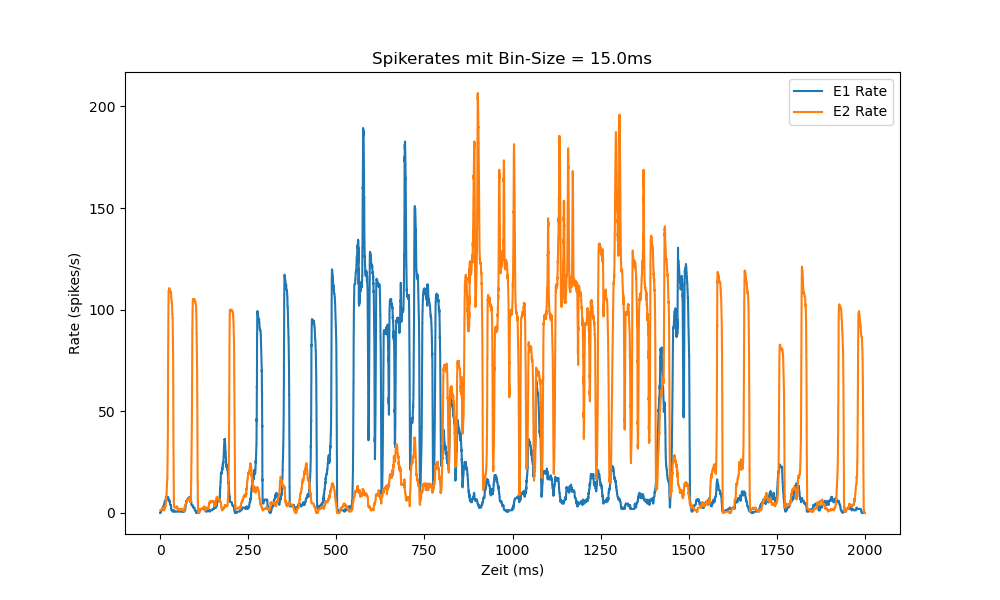 Spikerates mit Bin-Size = 15.0ms
E1 Rate
E2 Rate
Rate (spikes/s)
200
150
100
50
0
0 250 500 750 1000 1250 1500 1750 2000
Zeit (ms)